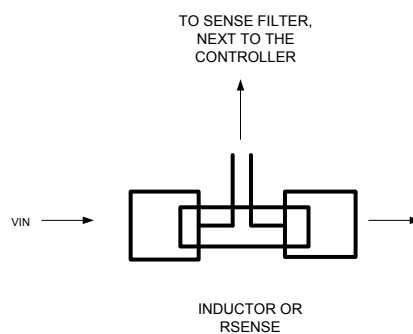 TO SENSE FILTER,
NEXT TO THE
CONTROLLER
VIN
INDUCTOR OR
RSENSE